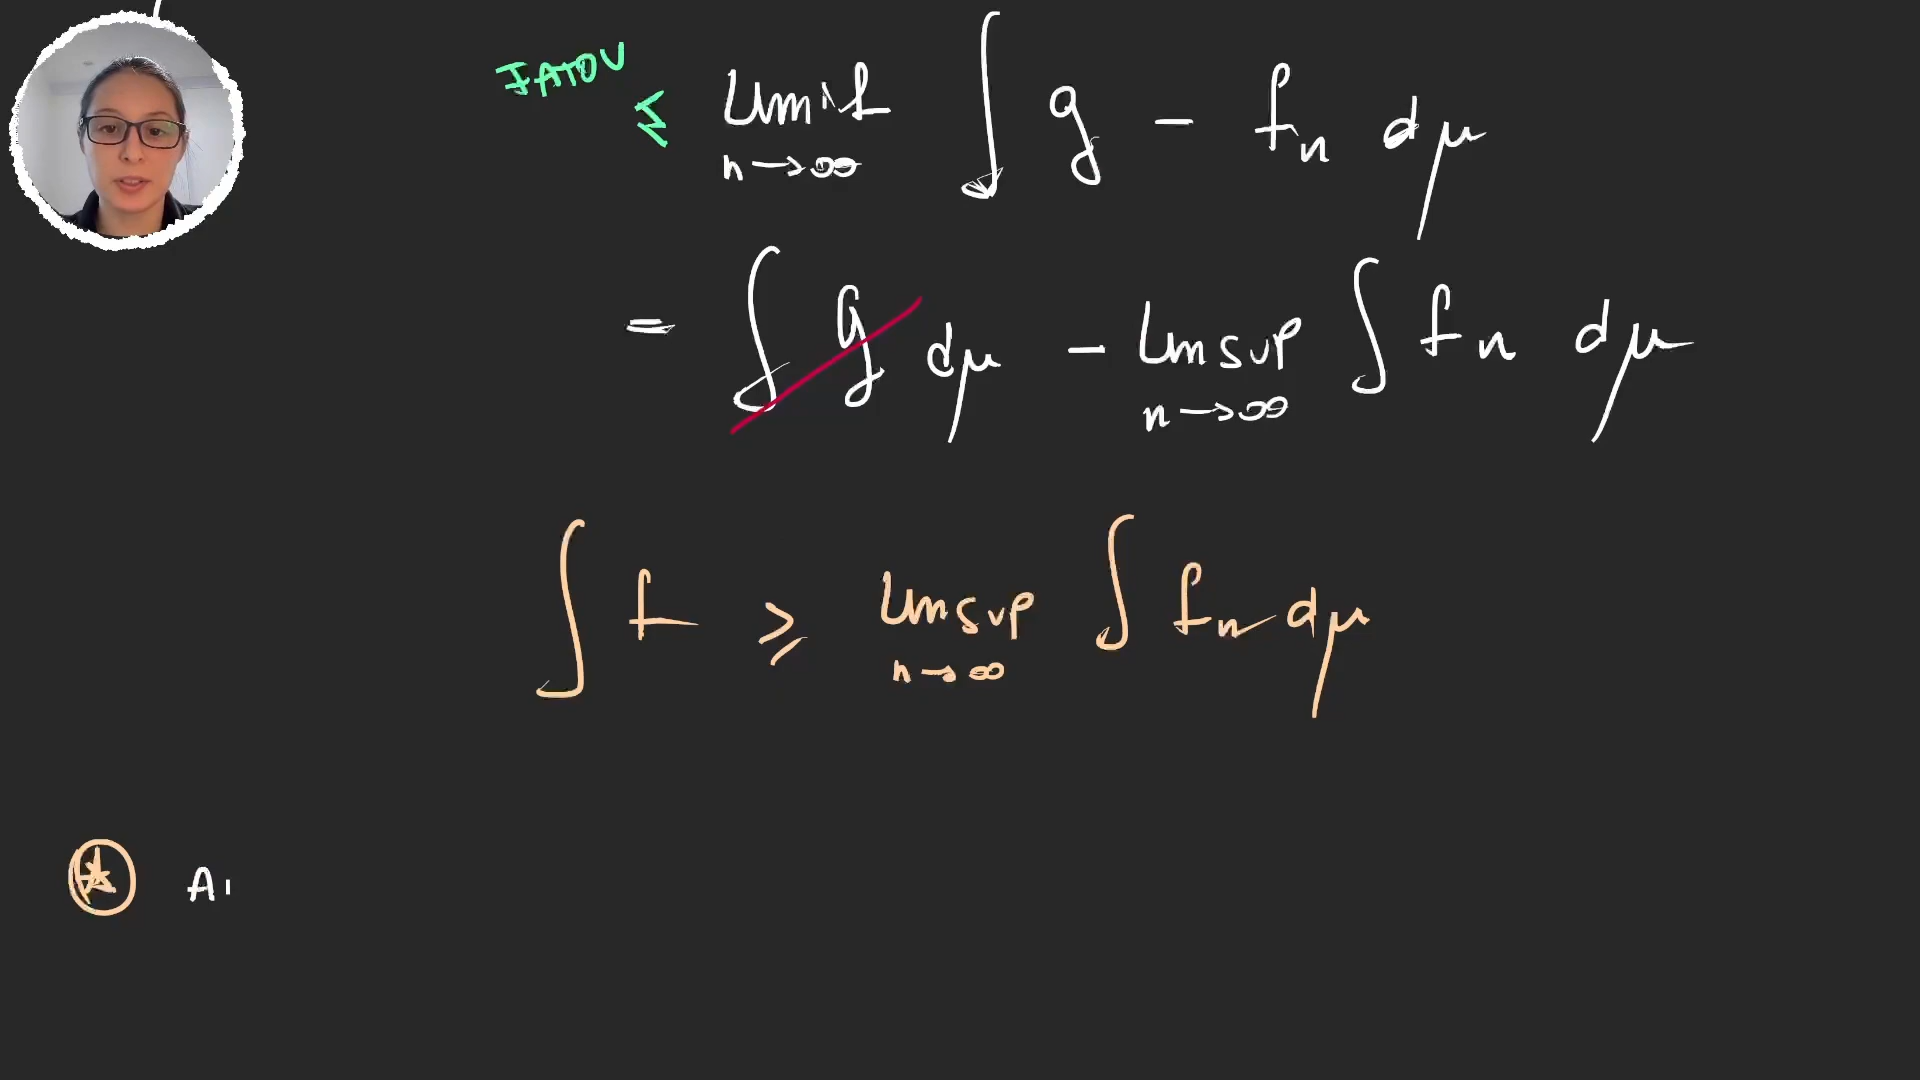 FATOU
≤ liminf ∫ g - fn dμ
n→∞
= ∫ g dμ - limsup ∫ fn dμ
n→∞
∫ f ≥ limsup ∫ fn dμ
n→∞
★ A